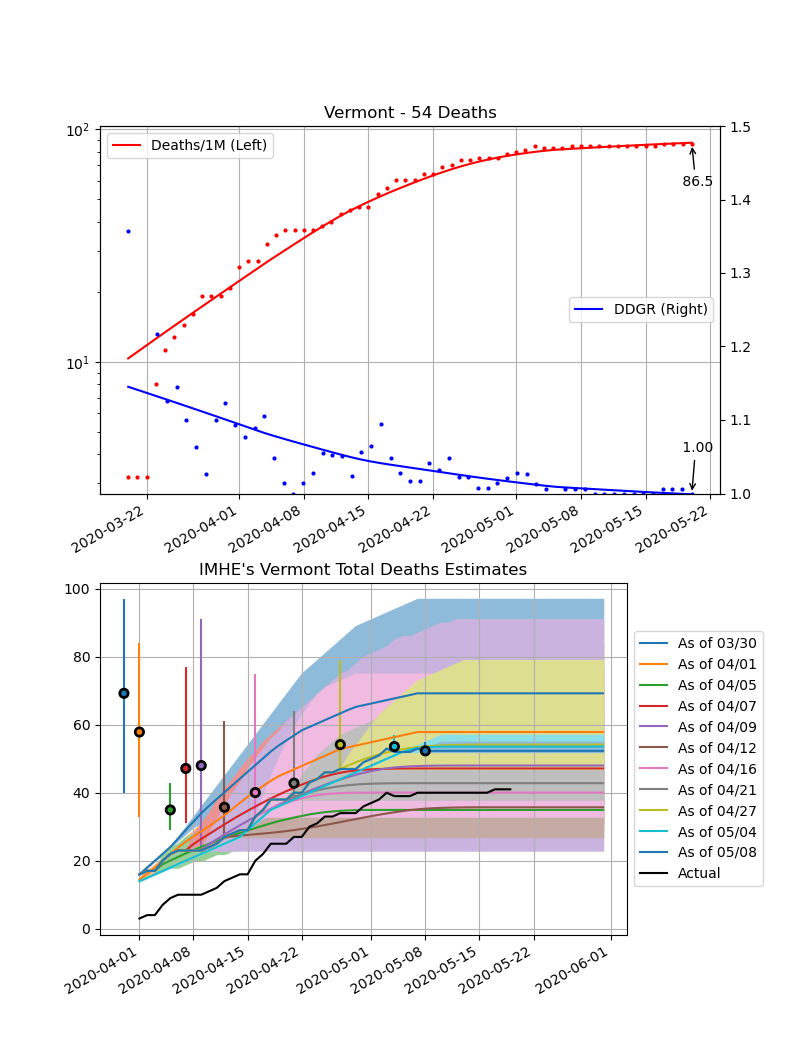 Vermont - 54 Deaths
10²
10¹
Deaths/1M (Left)
DDGR (Right)
86.5
1.00
1.5
1.4
1.3
1.2
1.1
1.0
2020-03-22
2020-04-01
2020-04-08
2020-04-15
2020-04-22
2020-05-01
2020-05-08
2020-05-15
2020-05-22
IMHE's Vermont Total Deaths Estimates
100
80
60
40
20
0
2020-04-01
2020-04-08
2020-04-15
2020-04-22
2020-05-01
2020-05-08
2020-05-15
2020-05-22
2020-06-01
As of 03/30
As of 04/01
As of 04/05
As of 04/07
As of 04/09
As of 04/12
As of 04/16
As of 04/21
As of 04/27
As of 05/04
As of 05/08
Actual